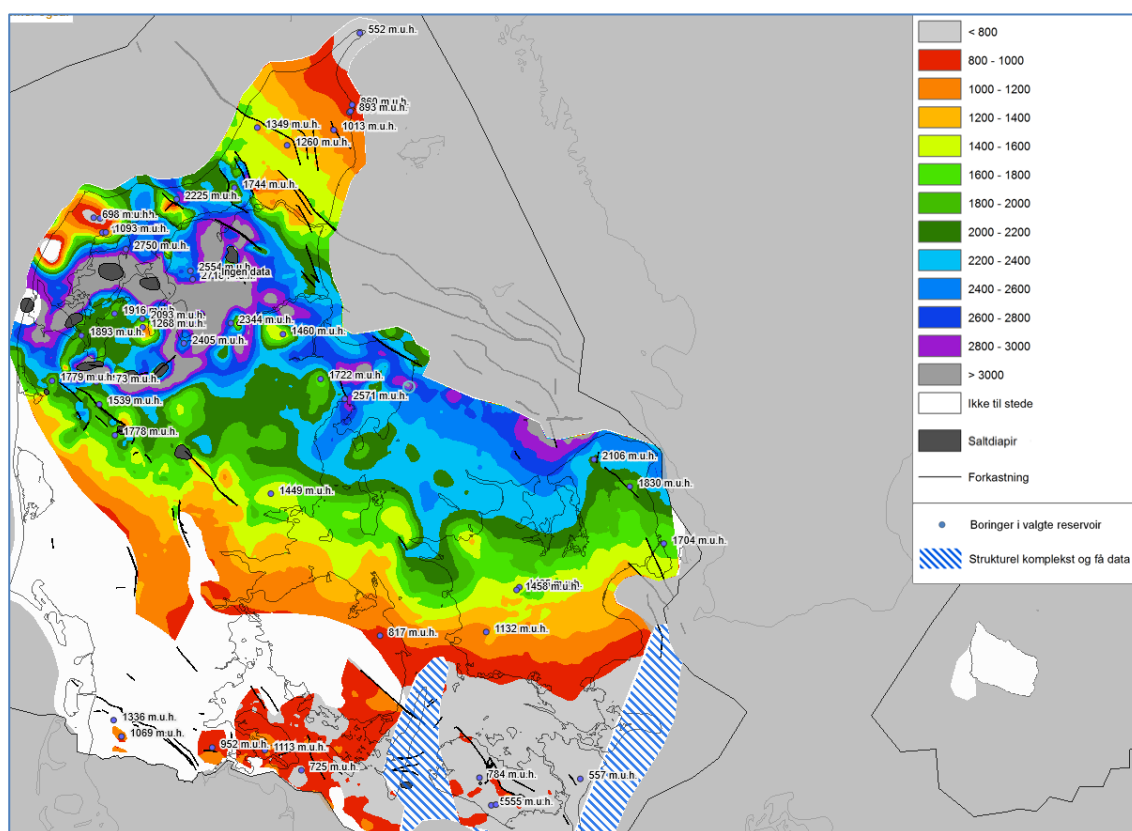 552 m.u.h.
893 m.u.h.
1013 m.u.h.
1349 m.u.h.
1260 m.u.h.
1744 m.u.h.
2225 m.u.h.
698 m.u.h.
1093 m.u.h.
2750 m.u.h.
2554 m.u.h.
Ingen data
1916
2093 m.u.h.
1268 m.u.h.
1893 m.u.h.
2344 m.u.h.
1460 m.u.h.
2405 m.u.h.
1779 m.u.h.
1722 m.u.h.
2571 m.u.h.
1539 m.u.h.
1778 m.u.h.
2106 m.u.h.
1830 m.u.h.
1449 m.u.h.
1704 m.u.h.
1458 m.u.h.
817 m.u.h.
1132 m.u.h.
1336 m.u.h.
1069 m.u.h.
952 m.u.h.
1113 m.u.h.
725 m.u.h.
784 m.u.h.
557 m.u.h.
555 m.u.h.
< 800
800 - 1000
1000 - 1200
1200 - 1400
1400 - 1600
1600 - 1800
1800 - 2000
2000 - 2200
2200 - 2400
2400 - 2600
2600 - 2800
2800 - 3000
> 3000
Ikke til stede
Saltdiapir
Forkastning
Boringer i valgte reservoir
Strukturel komplekst og få data